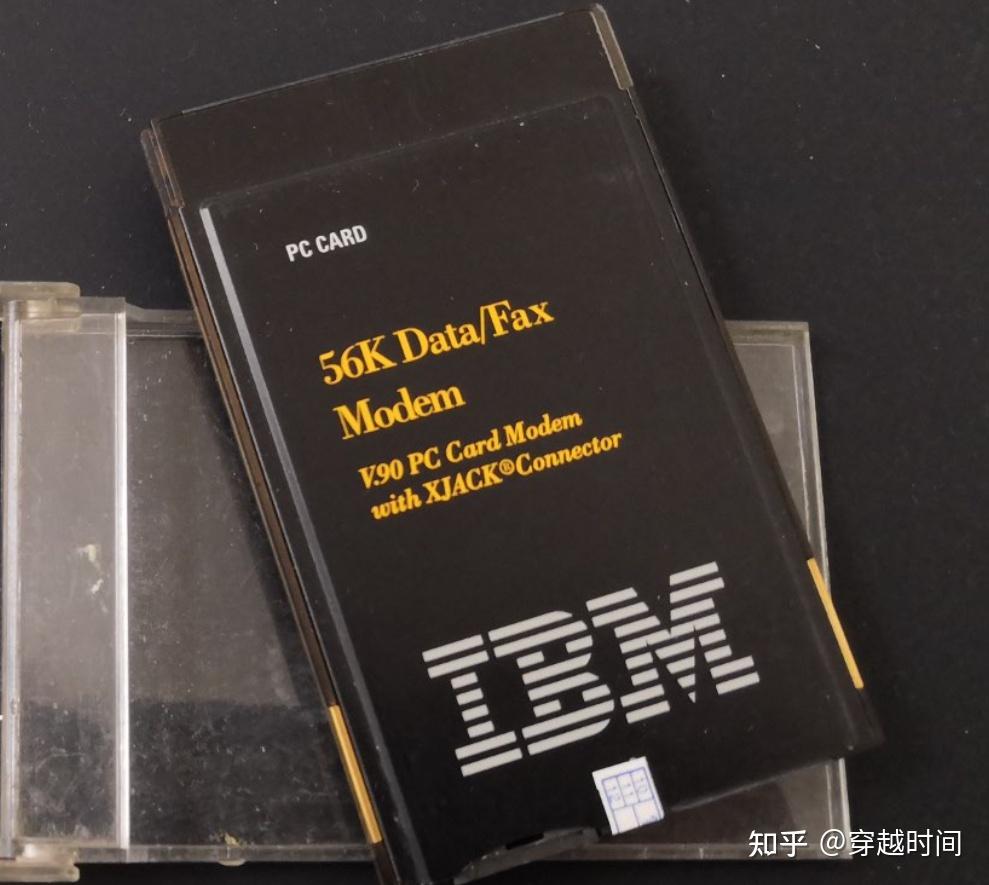 PC CARD
56K Data/Fax
Modem
V.90 PC Card Modem
with XJACK®Connector
IBM
知乎 @穿越时间